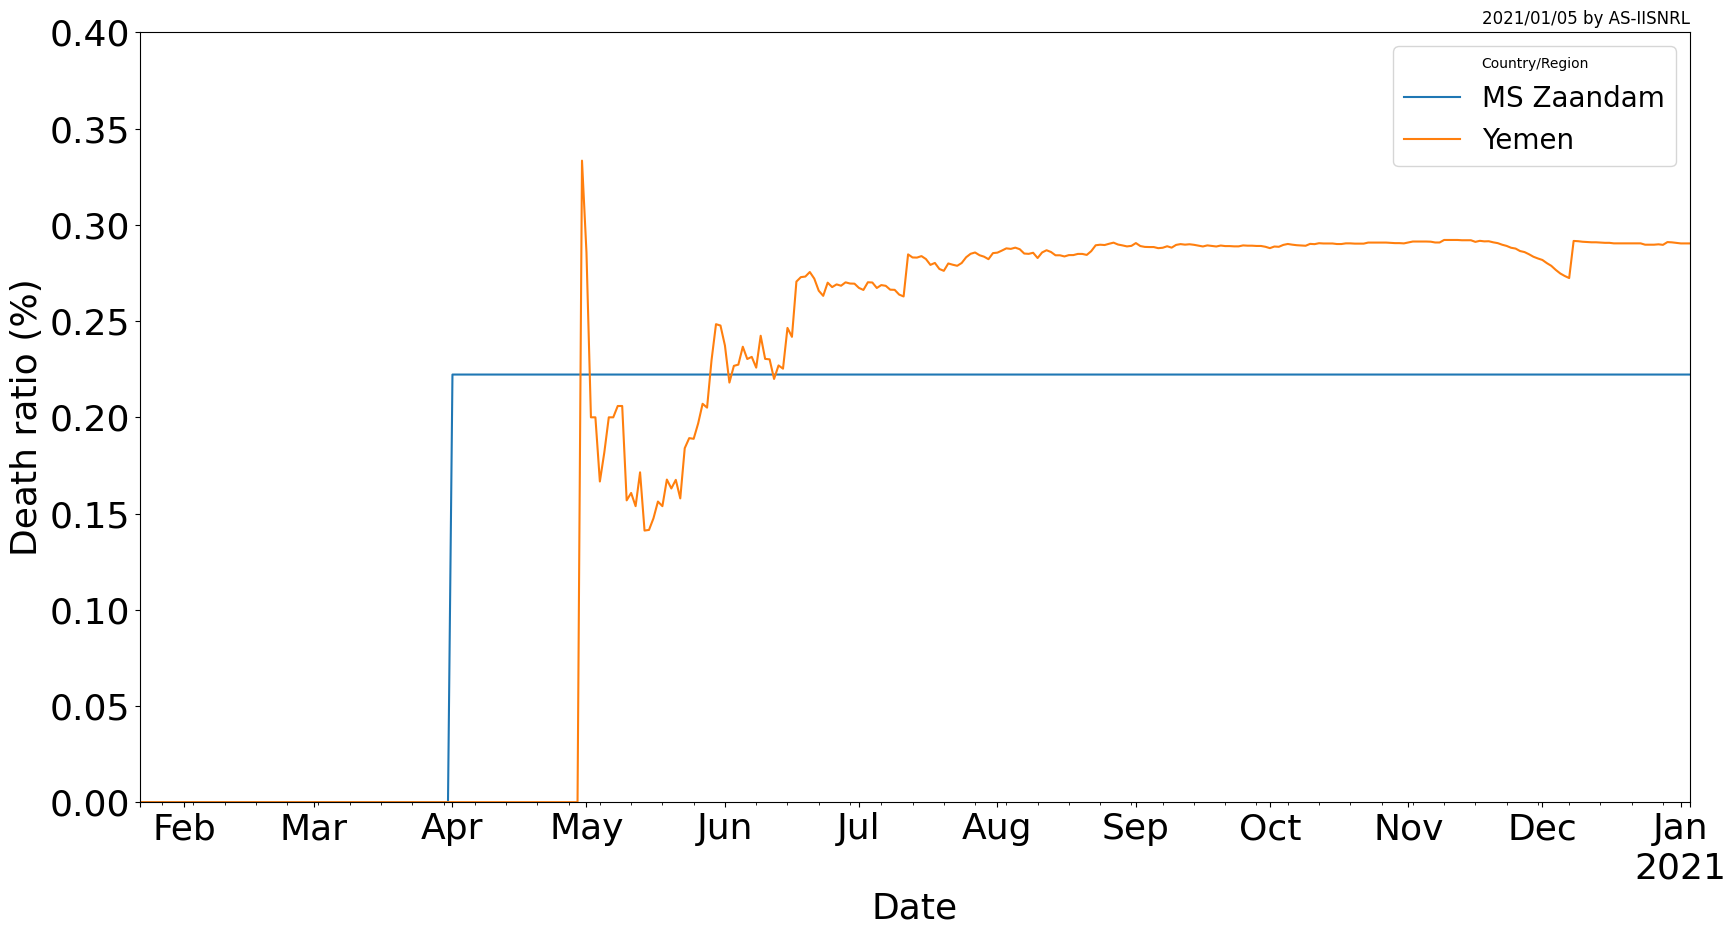 2021/01/05 by AS-IISNRL
Country/Region
MS Zaandam
Yemen
Death ratio (%)
0.40
0.35
0.30
0.25
0.20
0.15
0.10
0.05
0.00
Feb Mar Apr May Jun Jul Aug Sep Oct Nov Dec Jan
2021
Date